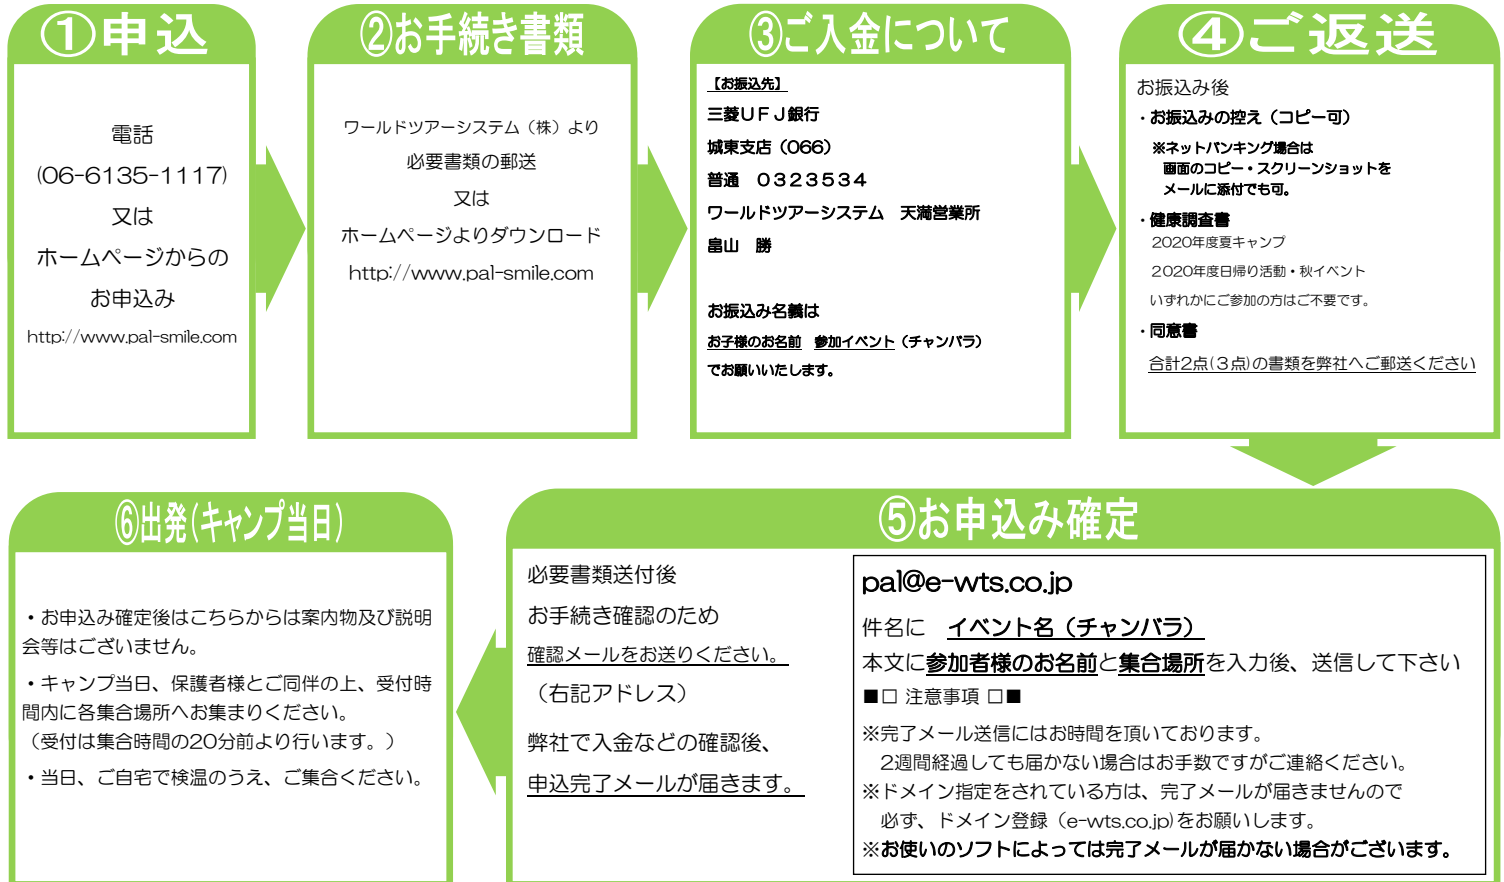 ①申込
電話
(06-6135-1117)
又は
ホームページからの
お申込み
http://www.pal-smile.com
②お手続き書類
ワールドツアーシステム（株）より
必要書類の郵送
又は
ホームページよりダウンロード
http://www.pal-smile.com
③ご入金について
【お振込先】
三菱ＵＦＪ銀行
城東支店（066）
普通　０３２３５３４
ワールドツアーシステム　天満営業所
畠山　勝
お振込み名義は
お子様のお名前　参加イベント（チャンバラ）
でお願いいたします。
④ご返送
お振込み後
・お振込みの控え（コピー可）
※ネットバンキング場合は
画面のコピー・スクリーンショットを
メールに添付でも可。
・健康調査書
2020年度夏キャンプ
2020年度日帰り活動・秋イベント
いずれかにご参加の方はご不要です。
・同意書
合計2点(３点)の書類を弊社へご郵送ください
⑤お申込み確定
必要書類送付後
お手続き確認のため
確認メールをお送りください。
（右記アドレス）
弊社で入金などの確認後、
申込完了メールが届きます。
pal@e-wts.co.jp
件名に　イベント名（チャンバラ）
本文に参加者様のお名前と集合場所を入力後、送信して下さい
■□ 注意事項 □■
※完了メール送信にはお時間を頂いております。
2週間経過しても届かない場合はお手数ですがご連絡ください。
※ドメイン指定をされている方は、完了メールが届きませんので
必ず、ドメイン登録（e-wts.co.jp)をお願いします。
※お使いのソフトによっては完了メールが届かない場合がございます。
⑥出発(キャンプ当日)
・お申込み確定後はこちらからは案内物及び説明
会等はございません。
・キャンプ当日、保護者様とご同伴の上、受付時
間内に各集合場所へお集まりください。
（受付は集合時間の20分前より行います。）
・当日、ご自宅で検温のうえ、ご集合ください。